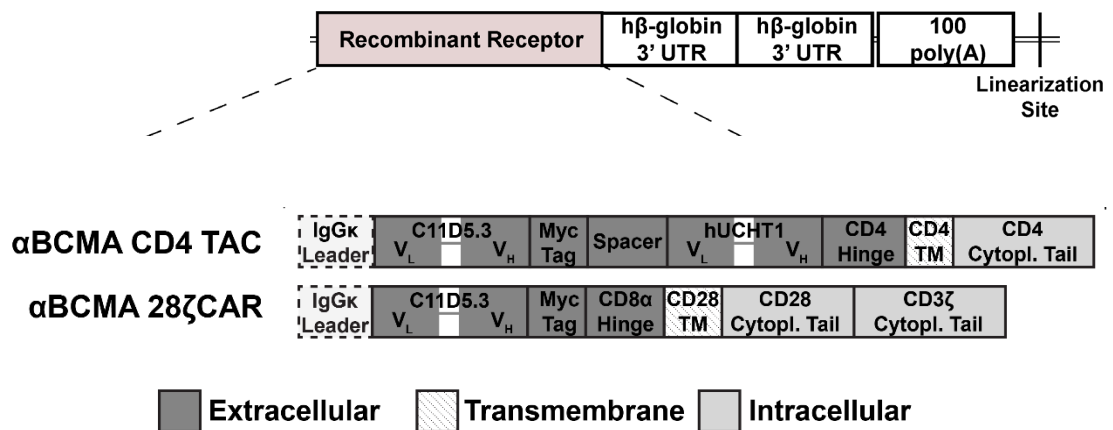 Recombinant Receptor
hβ-globin
3' UTR
hβ-globin
3' UTR
100
poly(A)
Linearization
Site
αBCMA CD4 TAC
IgGκ
Leader
C11D5.3
VL VH
Myc
Tag
Spacer
hUCHT1
VL VH
CD4
Hinge
CD4
TM
CD4
Cytopl. Tail
αBCMA 28ζCAR
IgGκ
Leader
C11D5.3
VL VH
Myc
Tag
CD8α
Hinge
CD28
TM
CD28
Cytopl. Tail
CD3ζ
Cytopl. Tail
Extracellular
Transmembrane
Intracellular